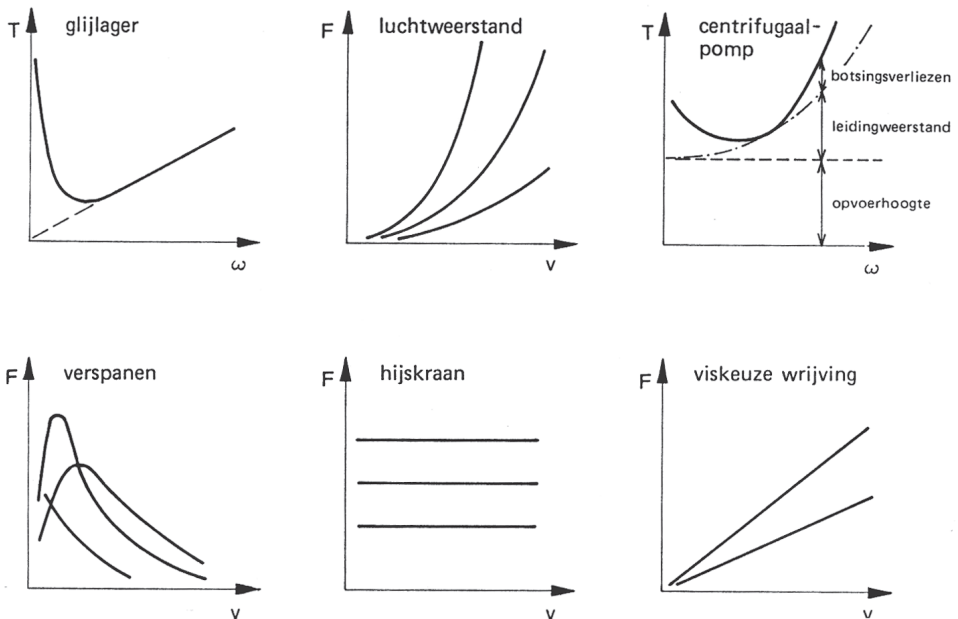 T
glijlager
ω
F
luchtweerstand
v
T
centrifugaal-
pomp
botsingsverliezen
leidingweerstand
opvoerhoogte
ω
F
verspanen
v
F
hijskraan
v
F
viskeuze wrijving
v